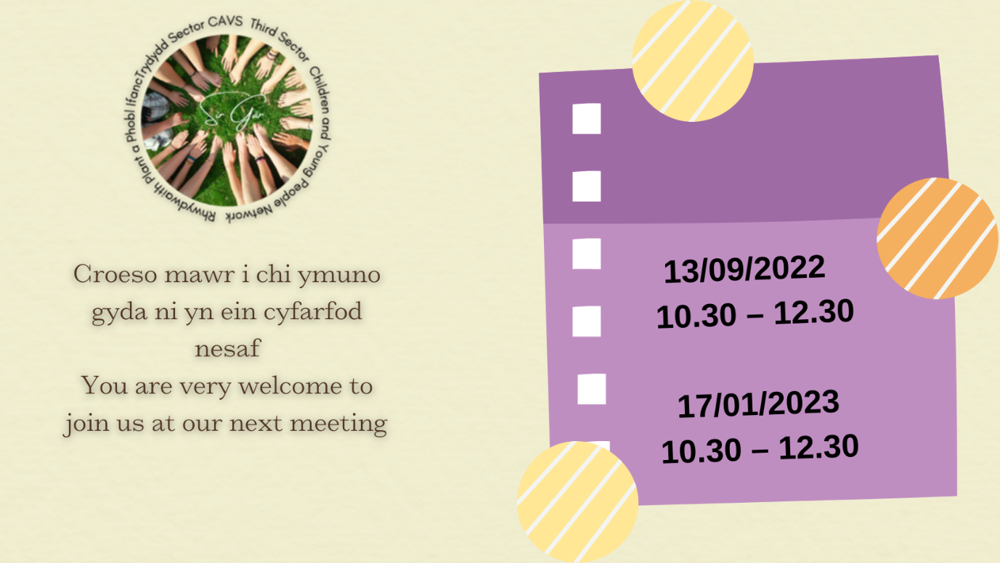 Rhwydwaith Plant a Phobl IfancTrydydd Sector CAVS
Third Sector Children and Young People Network
Sir Gâr
Croeso mawr i chi ymuno
gyda ni yn ein cyfarfod
nesaf
You are very welcome to
join us at our next meeting
13/09/2022
10.30 – 12.30
17/01/2023
10.30 – 12.30